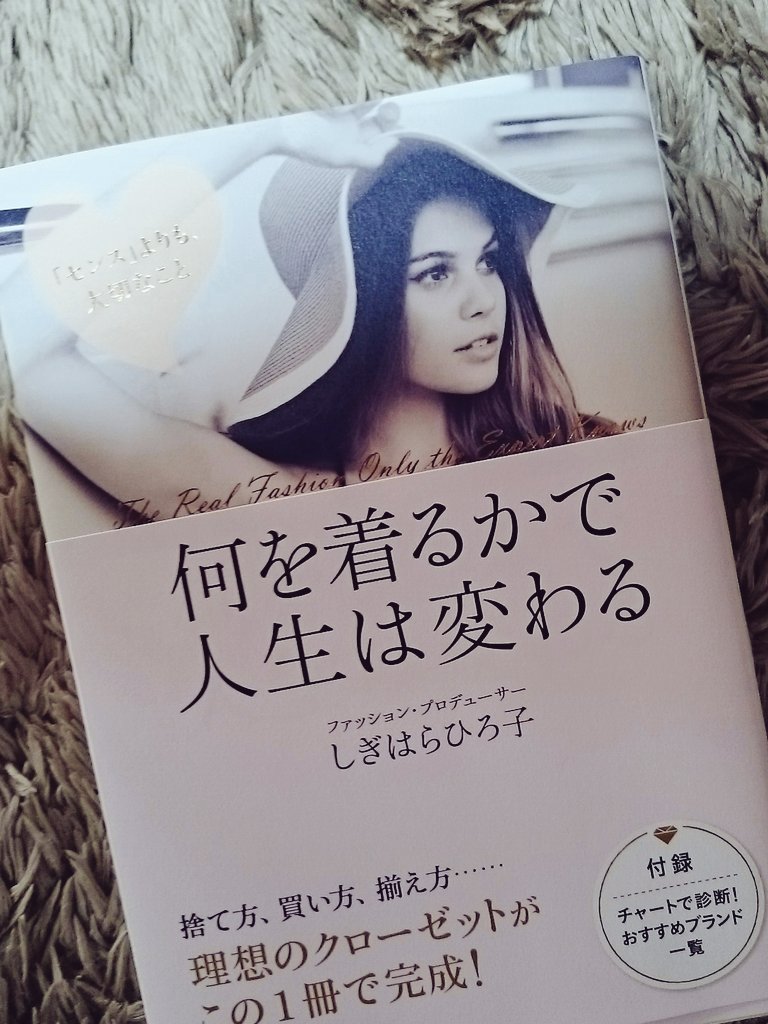 「センス」よりも、
大切なこと
The Real Fashion Only the Expert Knows
何を着るかで
人生は変わる
ファッション・プロデューサー
しぎはらひろ子
捨て方、買い方、揃え方……
理想のクローゼットが
この1冊で完成!
付録
チャートで診断!
おすすめブランド
一覧